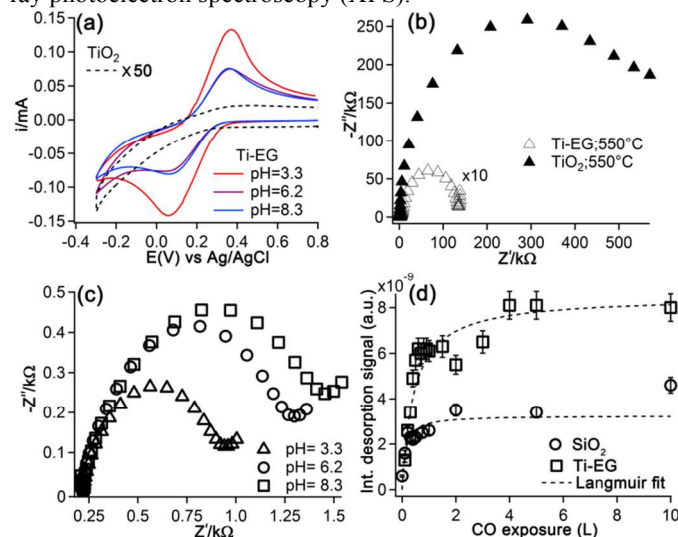 ray photoelectron spectroscopy (XPS).
(a)
TiO2
x50
Ti-EG
pH=3.3
pH=6.2
pH=8.3
i/mA
0.15
0.10
0.05
0.00
-0.05
-0.10
-0.15
-0.4 -0.2 0.0 0.2 0.4 0.6 0.8
E(V) vs Ag/AgCl
(b)
Ti-EG;550°C
TiO2;550°C
x10
-Z''/kΩ
250
200
150
100
50
0
0 100 200 300 400 500
Z'/kΩ
(c)
pH= 3.3
pH= 6.2
pH= 8.3
-Z''/kΩ
0.5
0.4
0.3
0.2
0.1
0
0.25 0.50 0.75 1.00 1.25 1.5
Z'/kΩ
(d)
x10-9
SiO2
Ti-EG
Langmuir fit
Int. desorption signal (a.u.)
8
6
4
2
0
0 2 4 6 8 10
CO exposure (L)